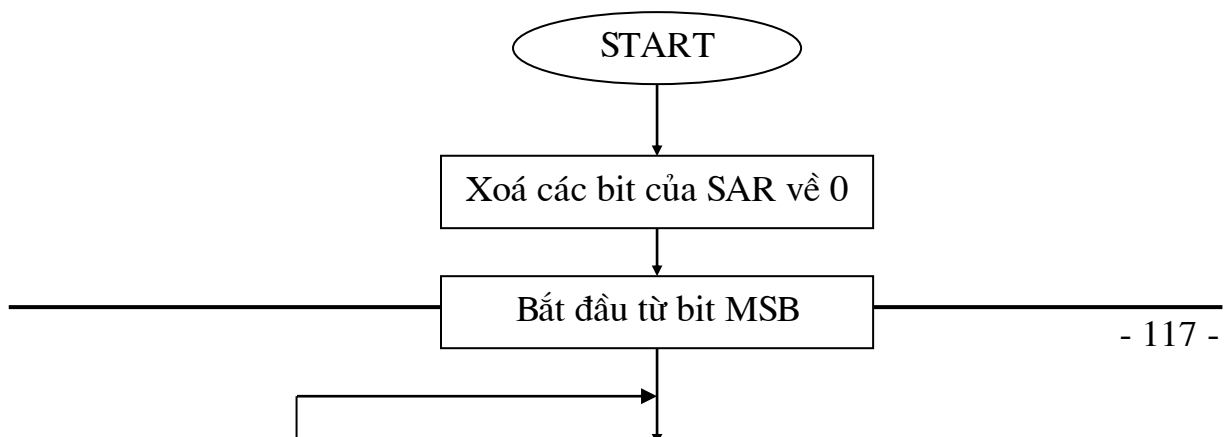 START
Xoá các bit của SAR về 0
Bắt đầu từ bit MSB
- 117 -